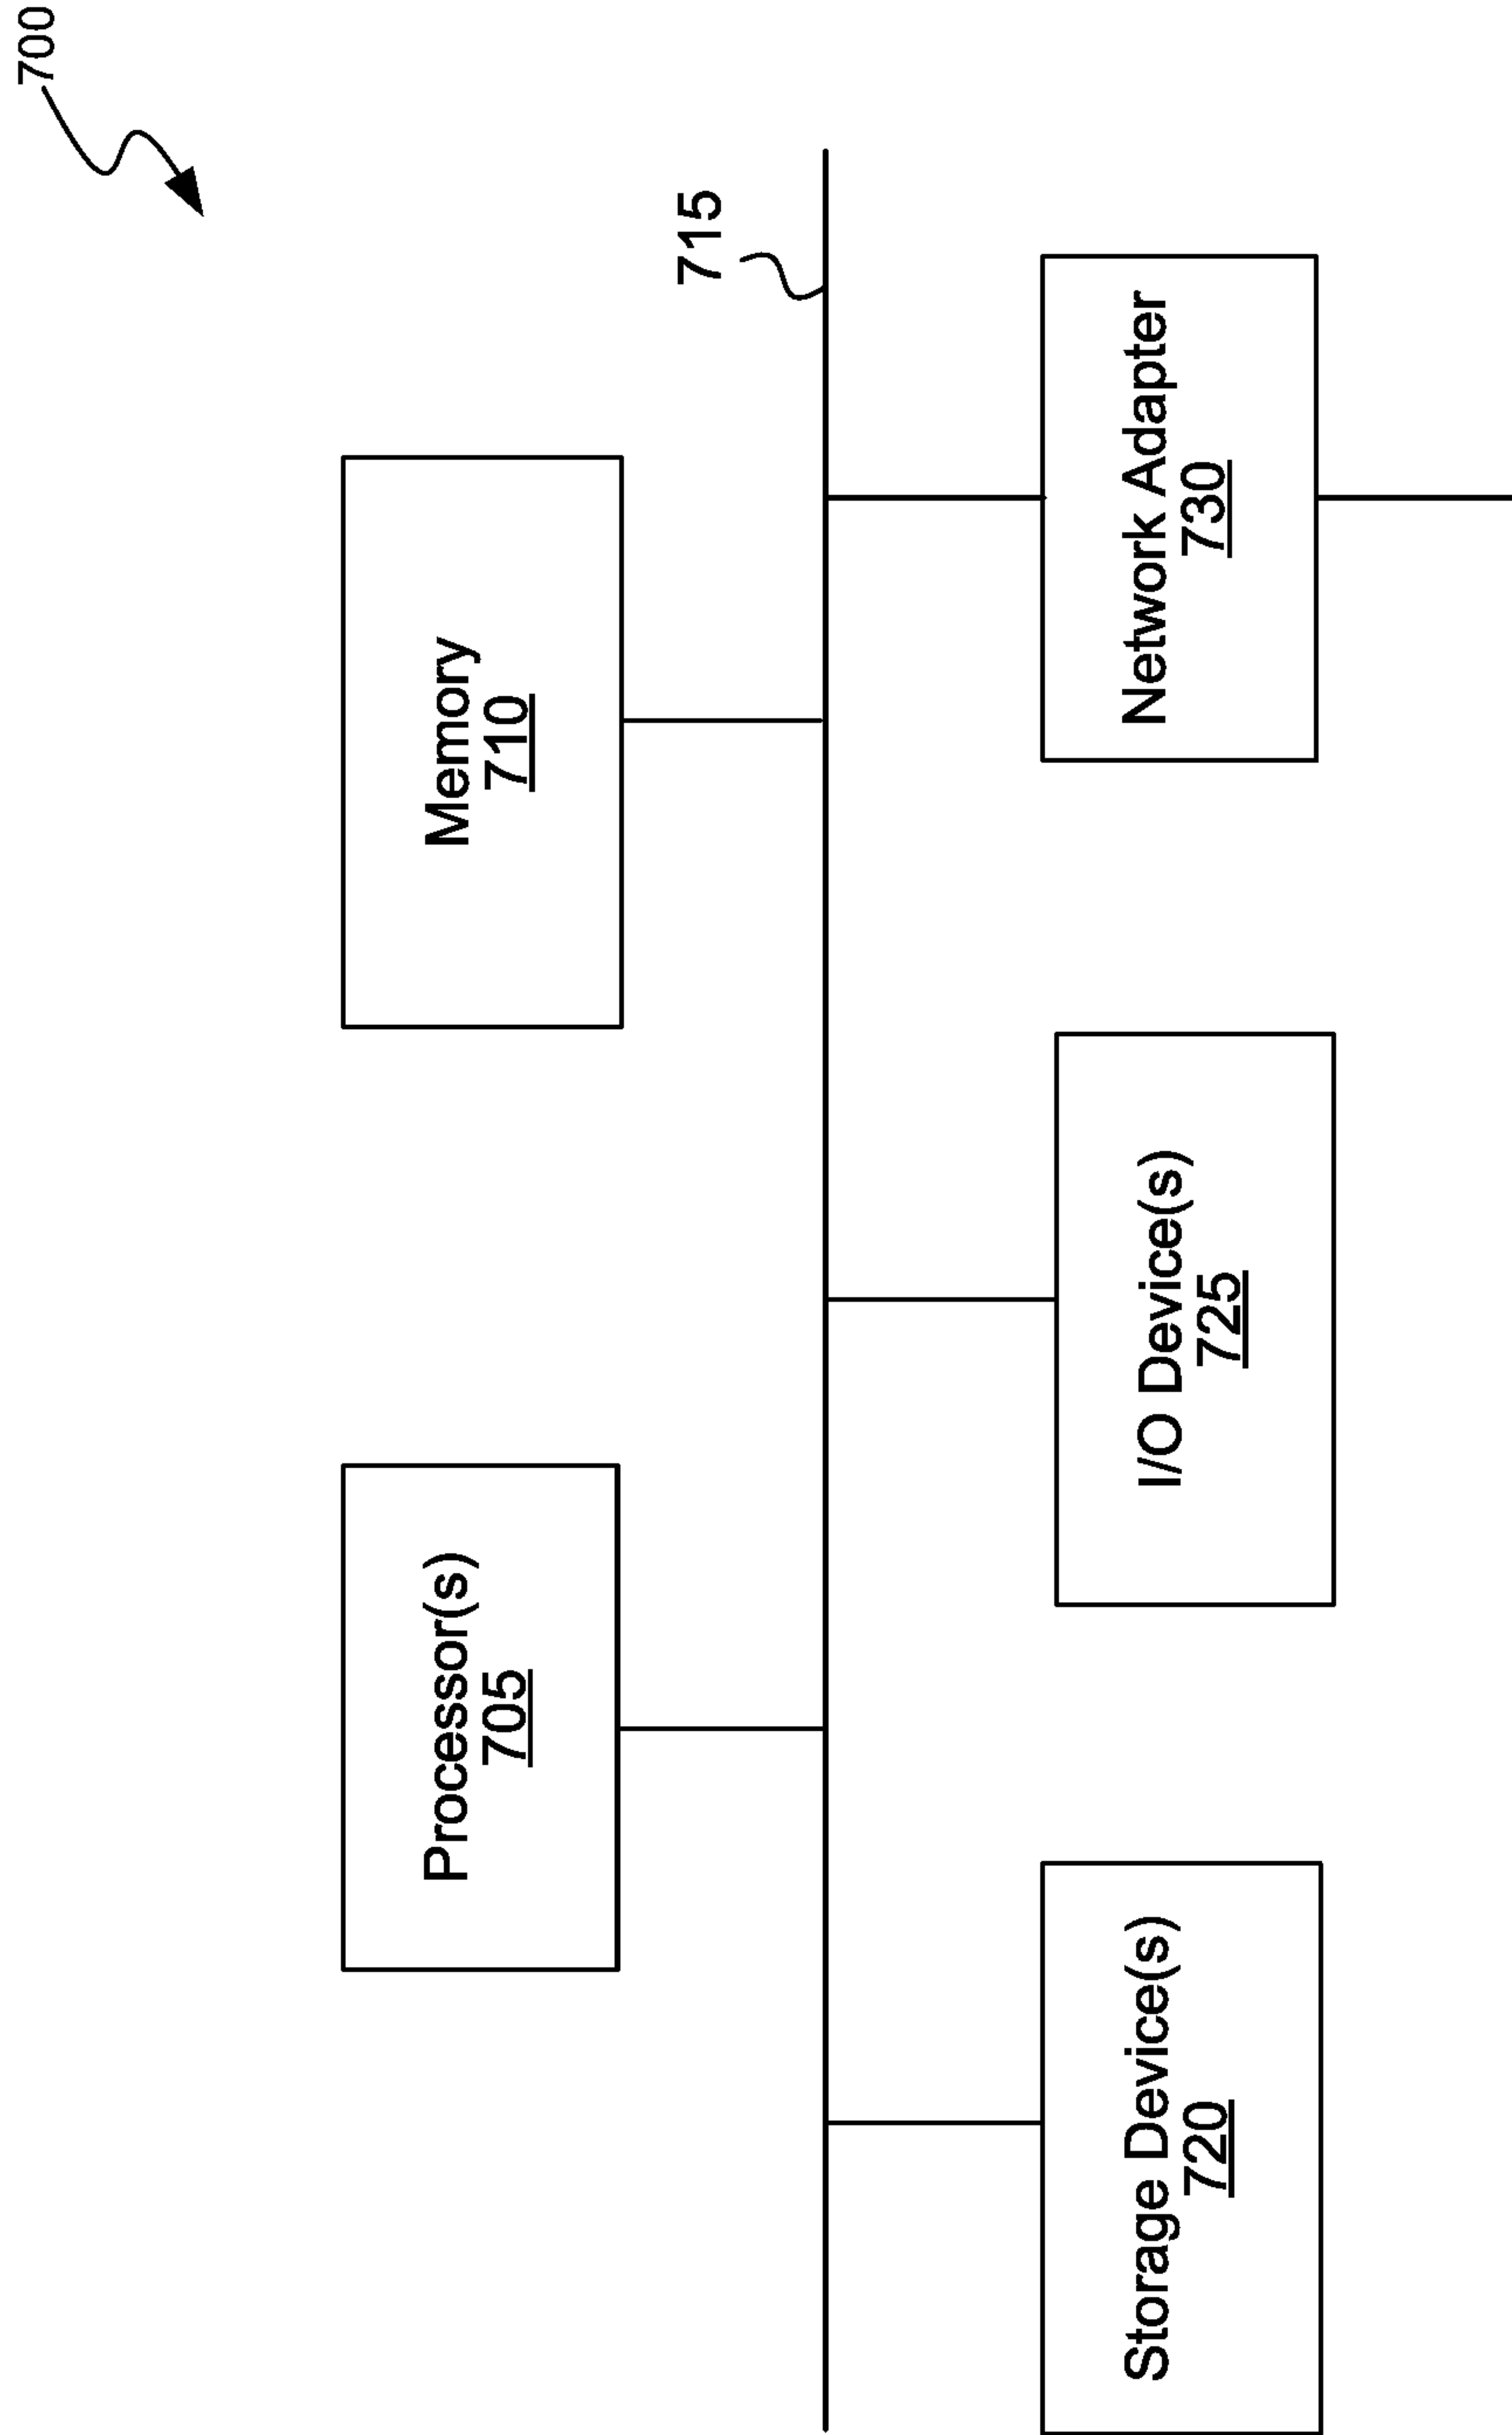 700
Processor(s)
705
Memory
710
715
Storage Device(s)
720
I/O Device(s)
725
Network Adapter
730